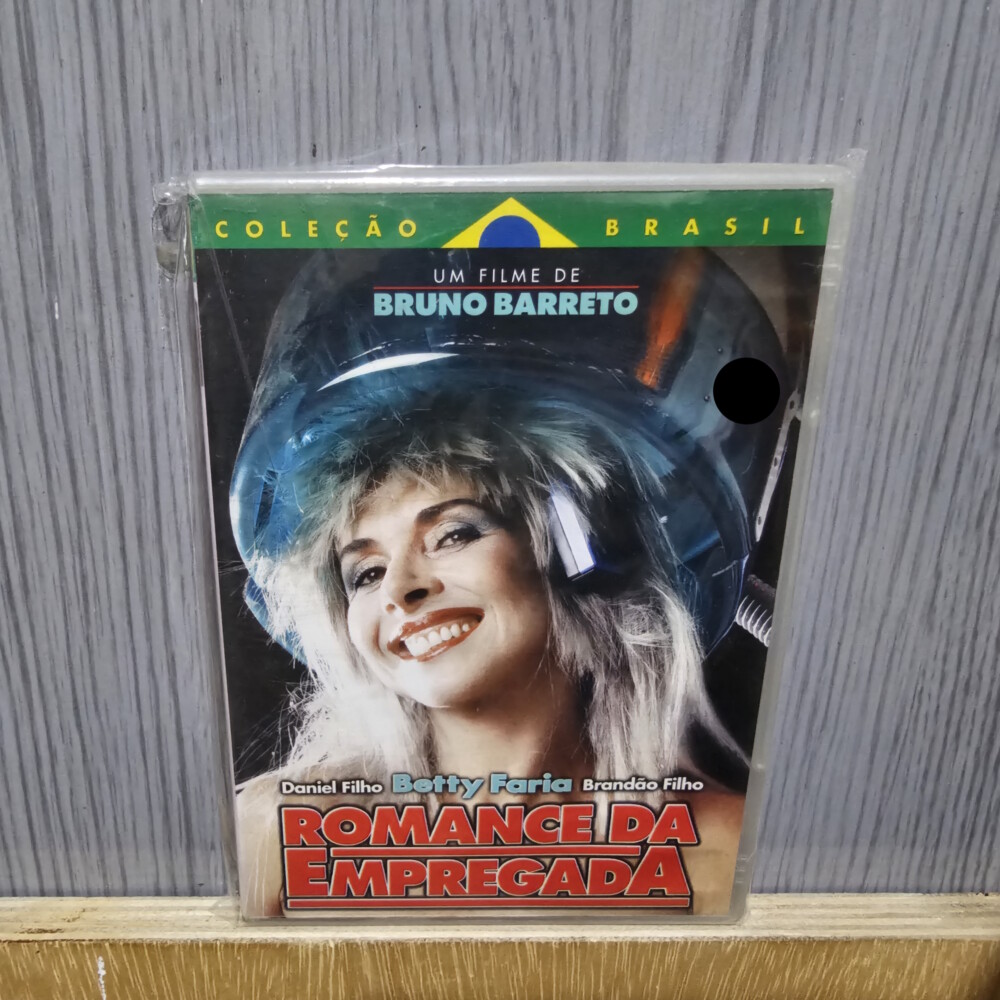 COLEÇÃO BRASIL
UM FILME DE
BRUNO BARRETO
Daniel Filho Betty Faria Brandão Filho
ROMANCE DA
EMPREGADA